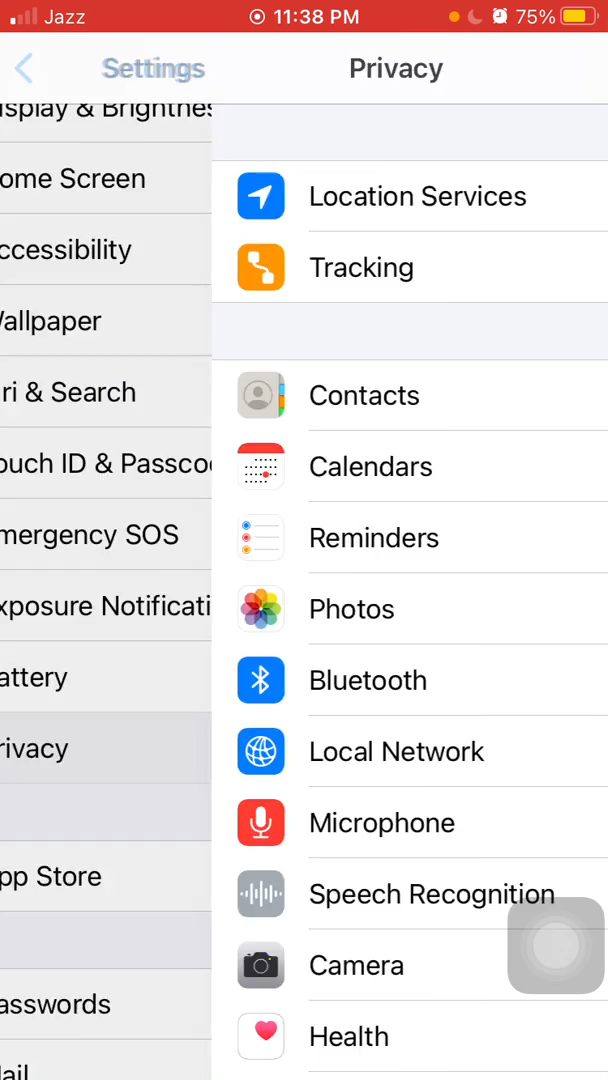 Jazz 11:38 PM 75%
Settings Privacy
isplay & Brightnes
ome Screen
ccessibility
Vallpaper
ri & Search
ouch ID & Passco
mergency SOS
xposure Notificati
attery
rivacy
pp Store
asswords
ail
Location Services
Tracking
Contacts
Calendars
Reminders
Photos
Bluetooth
Local Network
Microphone
Speech Recognition
Camera
Health